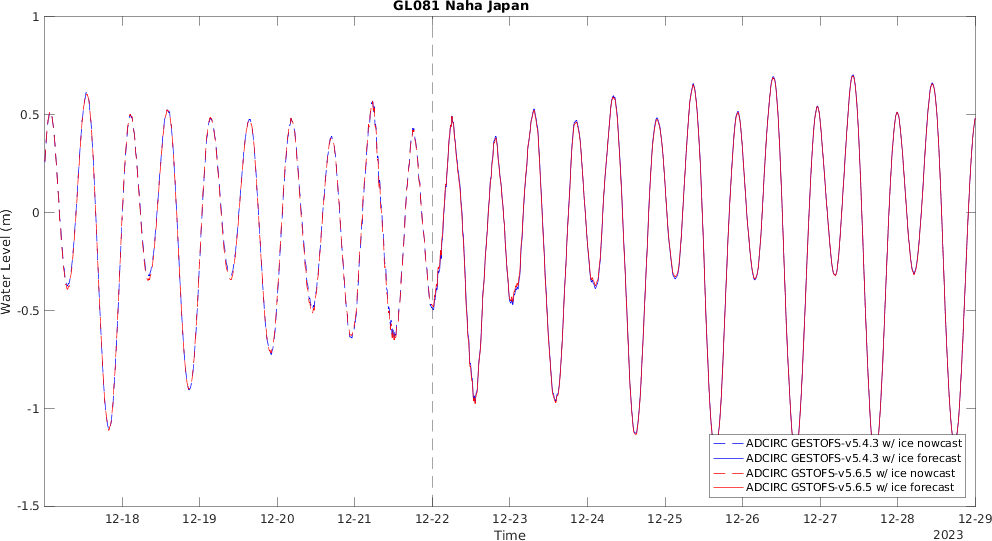 GL081 Naha Japan
Water Level (m)
1
0.5
0
-0.5
-1
-1.5
ADCIRC GESTOFS-v5.4.3 w/ ice nowcast
ADCIRC GESTOFS-v5.4.3 w/ ice forecast
ADCIRC GSTOFS-v5.6.5 w/ ice nowcast
ADCIRC GSTOFS-v5.6.5 w/ ice forecast
12-18 12-19 12-20 12-21 12-22 12-23 12-24 12-25 12-26 12-27 12-28 12-29
Time
2023